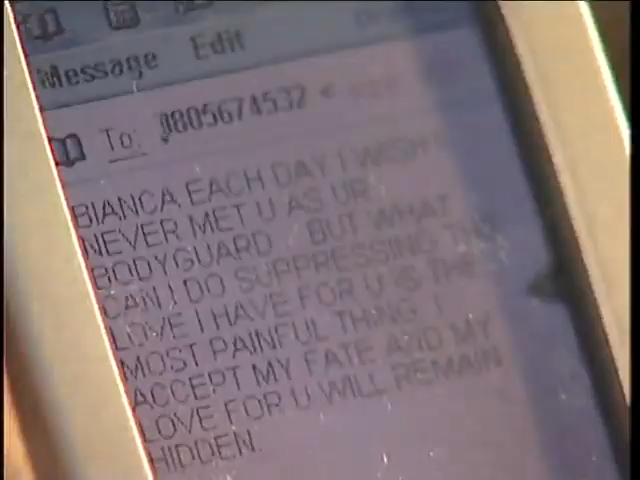 Message Edit
To: 0805674532
BIANCA, EACH DAY I WISH I
NEVER MET U AS UR
BODYGUARD. BUT WHAT
CAN I DO SUPPRESSING THE
LOVE I HAVE FOR U IS THE
MOST PAINFUL THING. I
ACCEPT MY FATE AND MY
LOVE FOR U WILL REMAIN
HIDDEN.